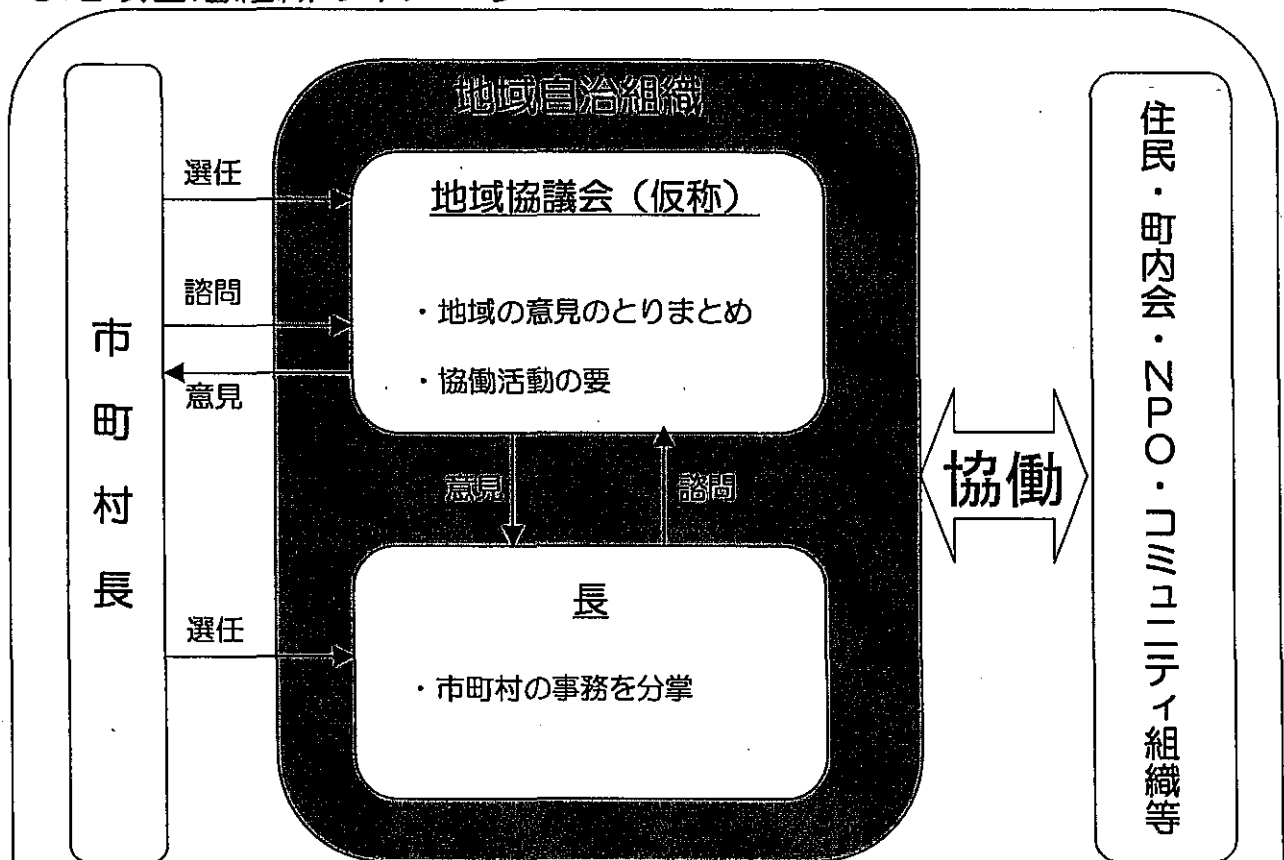 地域自治組織
市町村長
選任
諮問
意見
選任
地域協議会（仮称）
・地域の意見のとりまとめ
・協働活動の要
意見
諮問
長
・市町村の事務を分掌
協働
住民・町内会・NPO・コミュニティ組織等